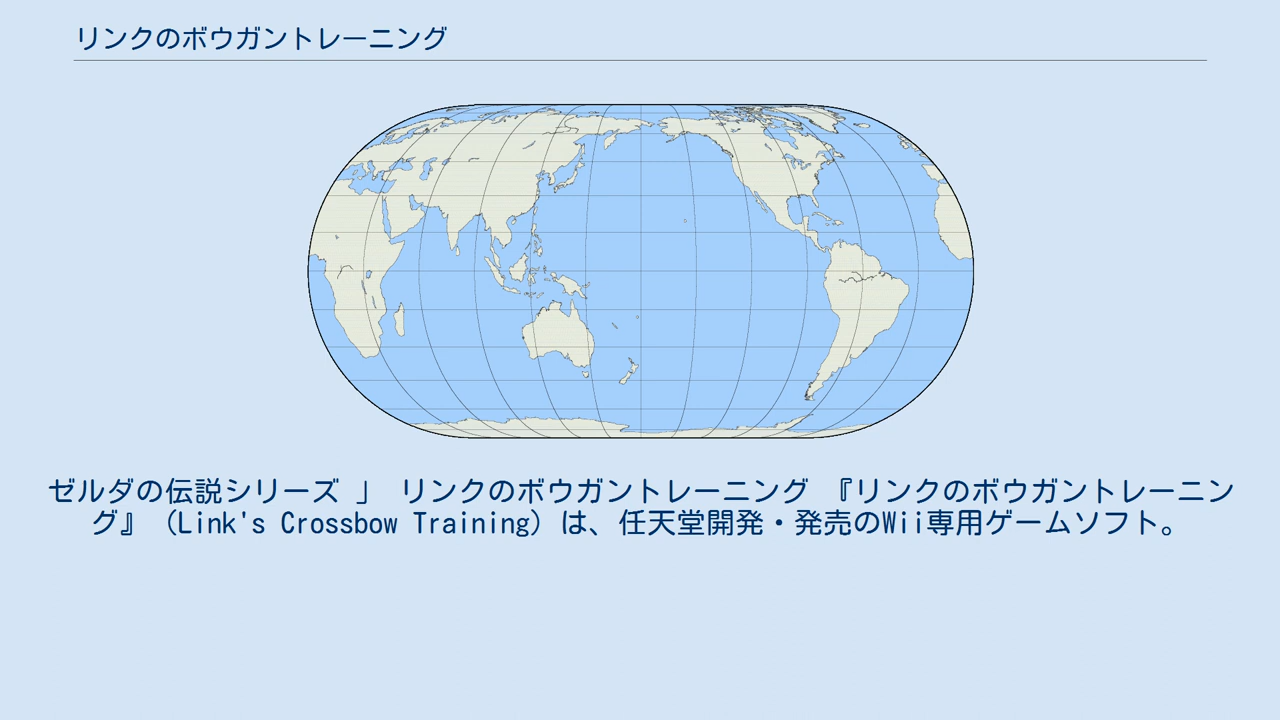 リンクのボウガントレーニング
ゼルダの伝説シリーズ 」 リンクのボウガントレーニング 『リンクのボウガントレーニン
グ』（Link's Crossbow Training）は、任天堂開発・発売のWii専用ゲームソフト。